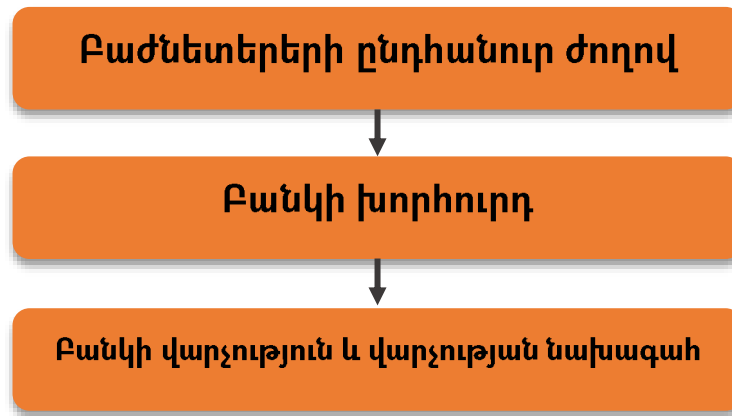 Բաժնետերերի ընդհանուր ժողով
Բանկի խորհուրդ
Բանկի վարչություն և վարչության նախագահ